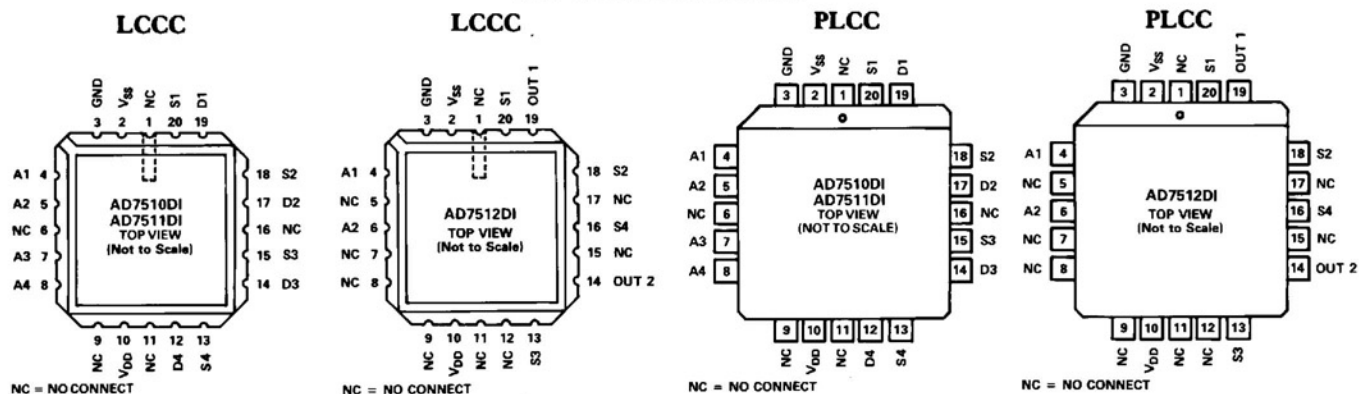 LCCC
GND VSS NC S1 D1
3 2 1 20 19
A1 4
A2 5
NC 6
A3 7
A4 8
AD7510DI
AD7511DI
TOP VIEW
(Not to Scale)
18 S2
17 D2
16 NC
15 S3
14 D3
9 10 11 12 13
NC VDD NC D4 S4
NC = NO CONNECT
LCCC
GND VSS NC S1 OUT 1
3 2 1 20 19
A1 4
NC 5
A2 6
NC 7
NC 8
AD7512DI
TOP VIEW
(Not to Scale)
18 S2
17 NC
16 S4
15 NC
14 OUT 2
9 10 11 12 13
NC VDD NC NC S3
NC = NO CONNECT
PLCC
GND VSS NC S1 D1
3 2 1 20 19
A1 4
A2 5
NC 6
A3 7
A4 8
AD7510DI
AD7511DI
TOP VIEW
(NOT TO SCALE)
18 S2
17 D2
16 NC
15 S3
14 D3
9 10 11 12 13
NC VDD NC D4 S4
NC = NO CONNECT
PLCC
GND VSS NC S1 OUT 1
3 2 1 20 19
A1 4
NC 5
A2 6
NC 7
NC 8
AD7512DI
TOP VIEW
(Not to Scale)
18 S2
17 NC
16 S4
15 NC
14 OUT 2
9 10 11 12 13
NC VDD NC NC S3
NC = NO CONNECT